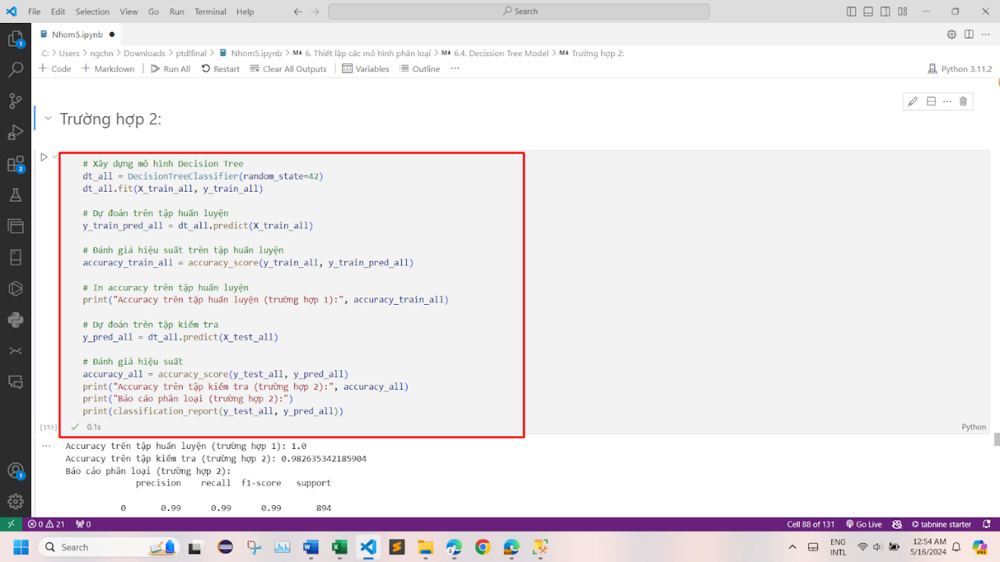 File Edit Selection View Go Run Terminal Help Search
Nhom5.ipynb
C: > Users > ngchn > Downloads > ptdlfinal > Nhom5.ipynb > M↓ 6. Thiết lập các mô hình phân loại > M↓ 6.4. Decission Tree Model > M↓ Trường hợp 2:
+ Code + Markdown Run All Restart Clear All Outputs Variables Outline ... Python 3.11.2
Trường hợp 2:
# Xây dựng mô hình Decision Tree
dt_all = DecisionTreeClassifier(random_state=42)
dt_all.fit(X_train_all, y_train_all)
# Dự đoán trên tập huấn luyện
y_train_pred_all = dt_all.predict(X_train_all)
# Đánh giá hiệu suất trên tập huấn luyện
accuracy_train_all = accuracy_score(y_train_all, y_train_pred_all)
# In accuracy trên tập huấn luyện
print("Accuracy trên tập huấn luyện (trường hợp 1):", accuracy_train_all)
# Dự đoán trên tập kiểm tra
y_pred_all = dt_all.predict(X_test_all)
# Đánh giá hiệu suất
accuracy_all = accuracy_score(y_test_all, y_pred_all)
print("Accuracy trên tập kiểm tra (trường hợp 2):", accuracy_all)
print("Báo cáo phân loại (trường hợp 2):")
print(classification_report(y_test_all, y_pred_all))
[153] 0.1s Python
... Accuracy trên tập huấn luyện (trường hợp 1): 1.0
Accuracy trên tập kiểm tra (trường hợp 2): 0.982635342185904
Báo cáo phân loại (trường hợp 2):
precision recall f1-score support
0 0.99 0.99 0.99 894
0 21 0 Cell 88 of 131 Go Live tabnine starter
Search ENG INTL 12:54 AM 5/16/2024